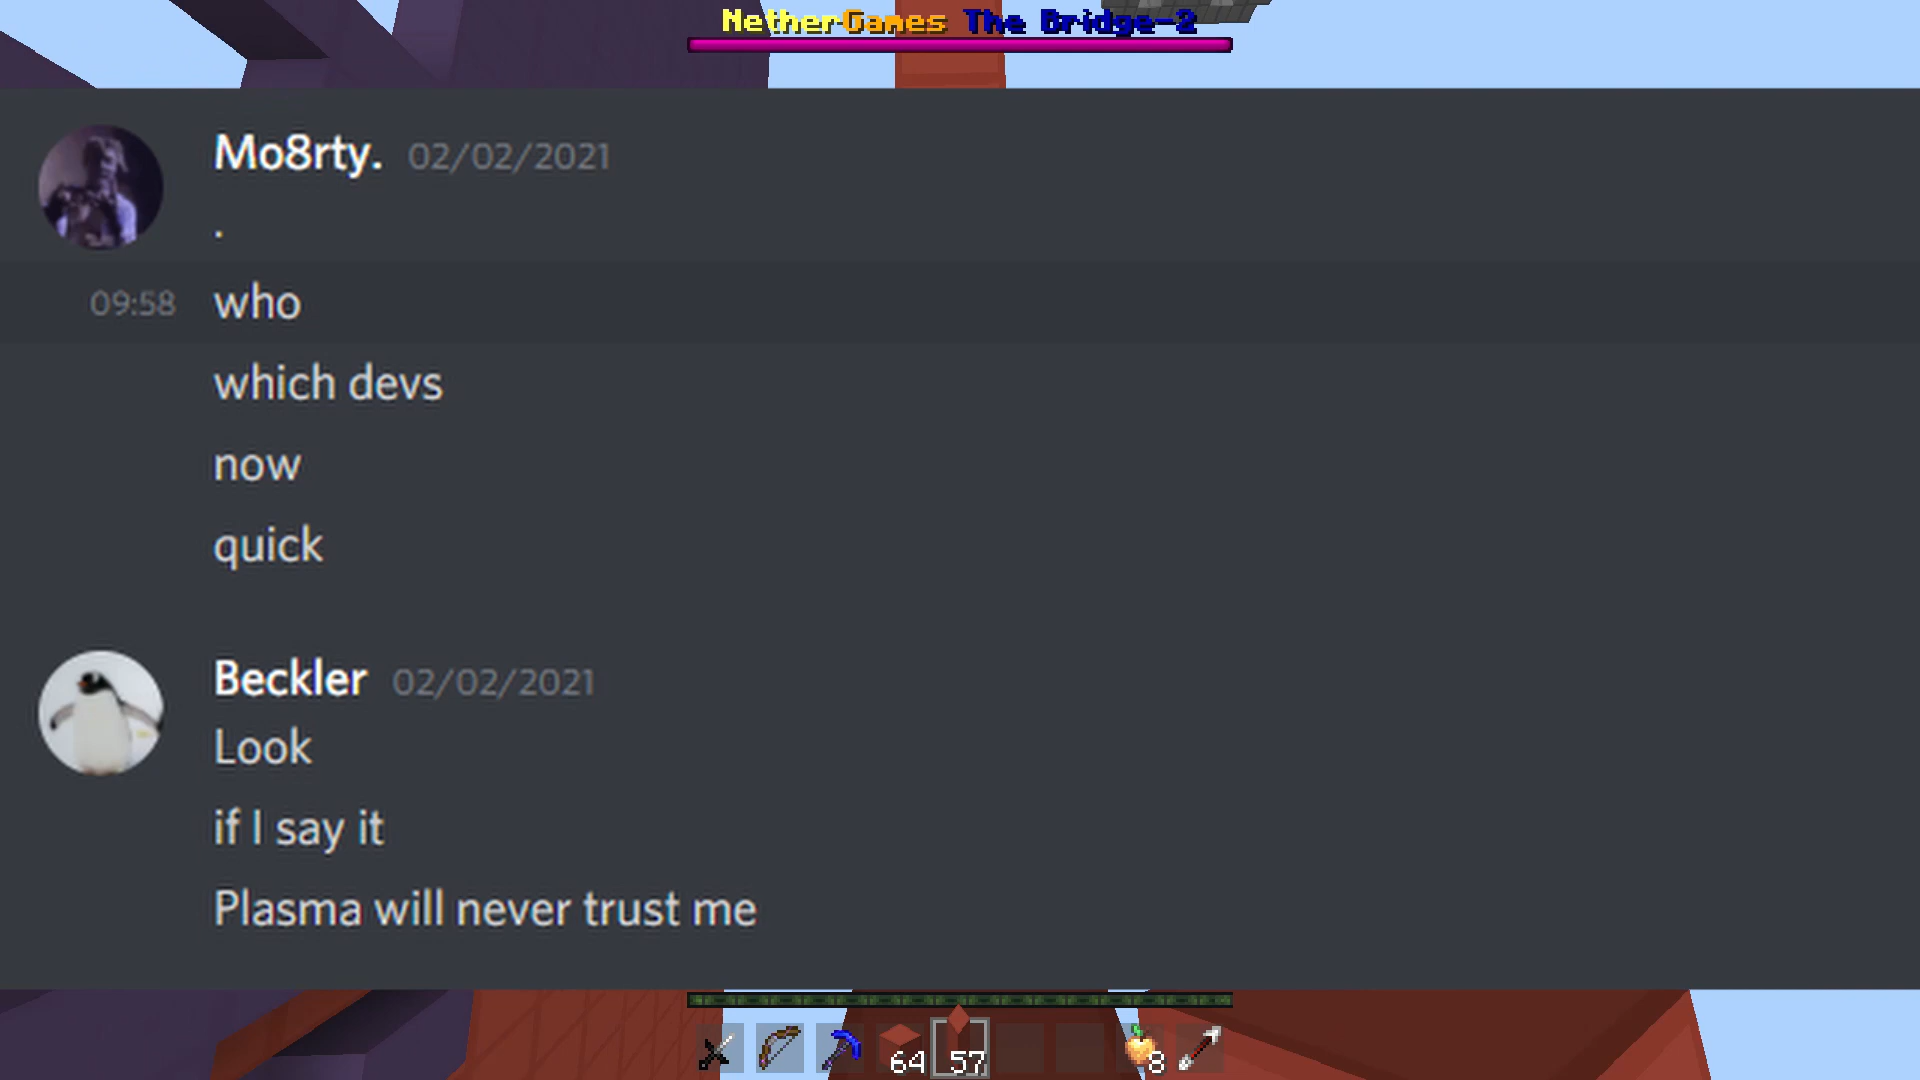 NetherGames The Bridge-2
Mo8rty. 02/02/2021
.
09:58 who
which devs
now
quick
Beckler 02/02/2021
Look
if I say it
Plasma will never trust me
64 57 8